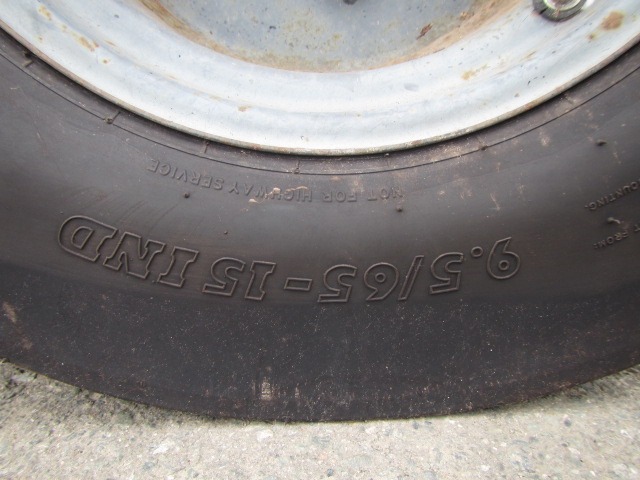 NOT FOR HIGHWAY SERVICE
9.5/65-15 IND